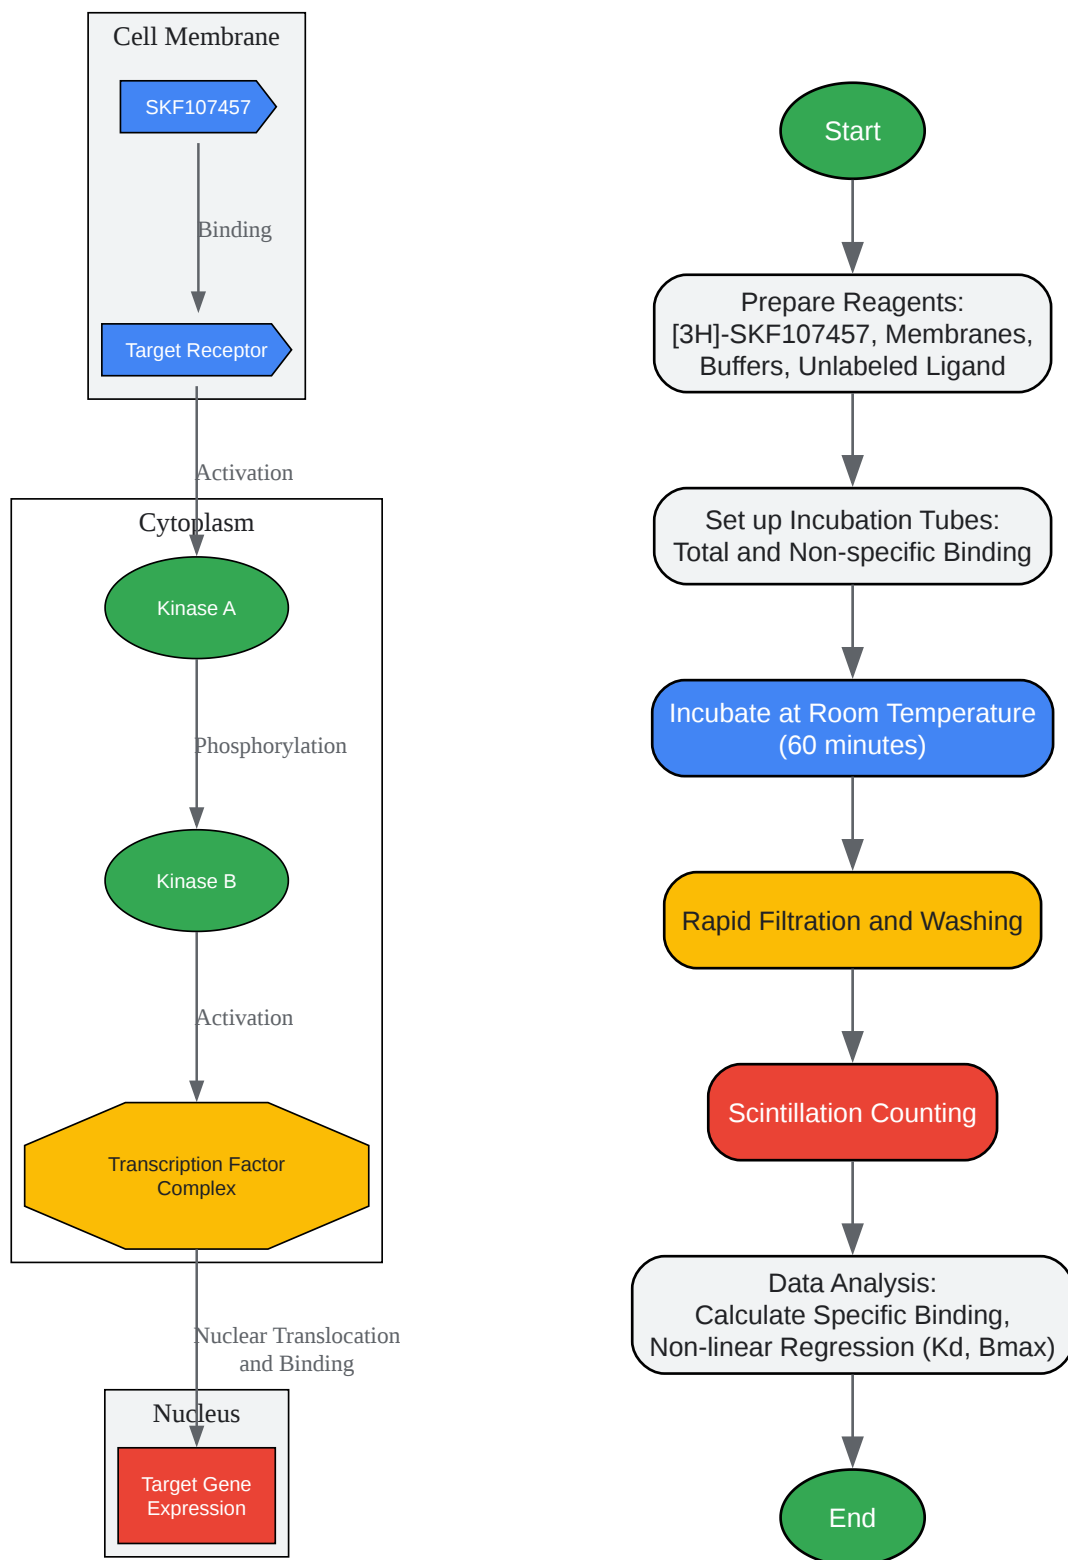 Cell Membrane
SKF107457
Binding
Target Receptor
Activation
Cytoplasm
Kinase A
Phosphorylation
Kinase B
Activation
Transcription Factor
Complex
Nuclear Translocation
and Binding
Nucleus
Target Gene
Expression
Start
Prepare Reagents:
[3H]-SKF107457, Membranes,
Buffers, Unlabeled Ligand
Set up Incubation Tubes:
Total and Non-specific Binding
Incubate at Room Temperature
(60 minutes)
Rapid Filtration and Washing
Scintillation Counting
Data Analysis:
Calculate Specific Binding,
Non-linear Regression (Kd, Bmax)
End